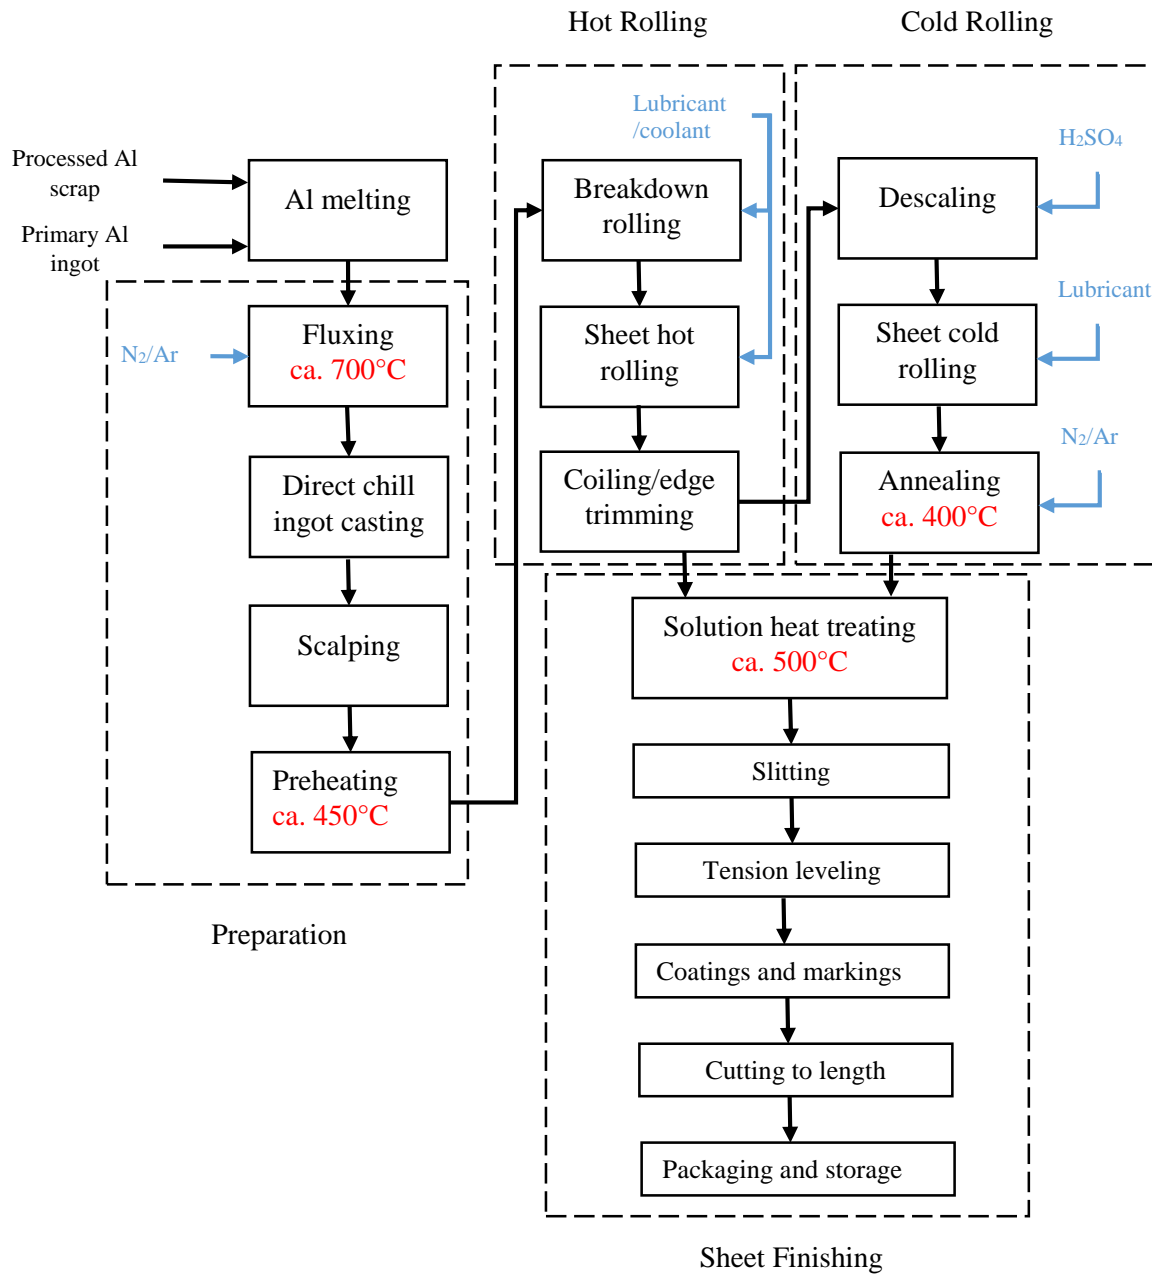 Hot Rolling
Cold Rolling
Processed Al
scrap
Primary Al
ingot
Al melting
N₂/Ar
Fluxing
ca. 700°C
Direct chill
ingot casting
Scalping
Preheating
ca. 450°C
Preparation
Lubricant
/coolant
Breakdown
rolling
Sheet hot
rolling
Coiling/edge
trimming
H₂SO₄
Descaling
Lubricant
Sheet cold
rolling
N₂/Ar
Annealing
ca. 400°C
Solution heat treating
ca. 500°C
Slitting
Tension leveling
Coatings and markings
Cutting to length
Packaging and storage
Sheet Finishing